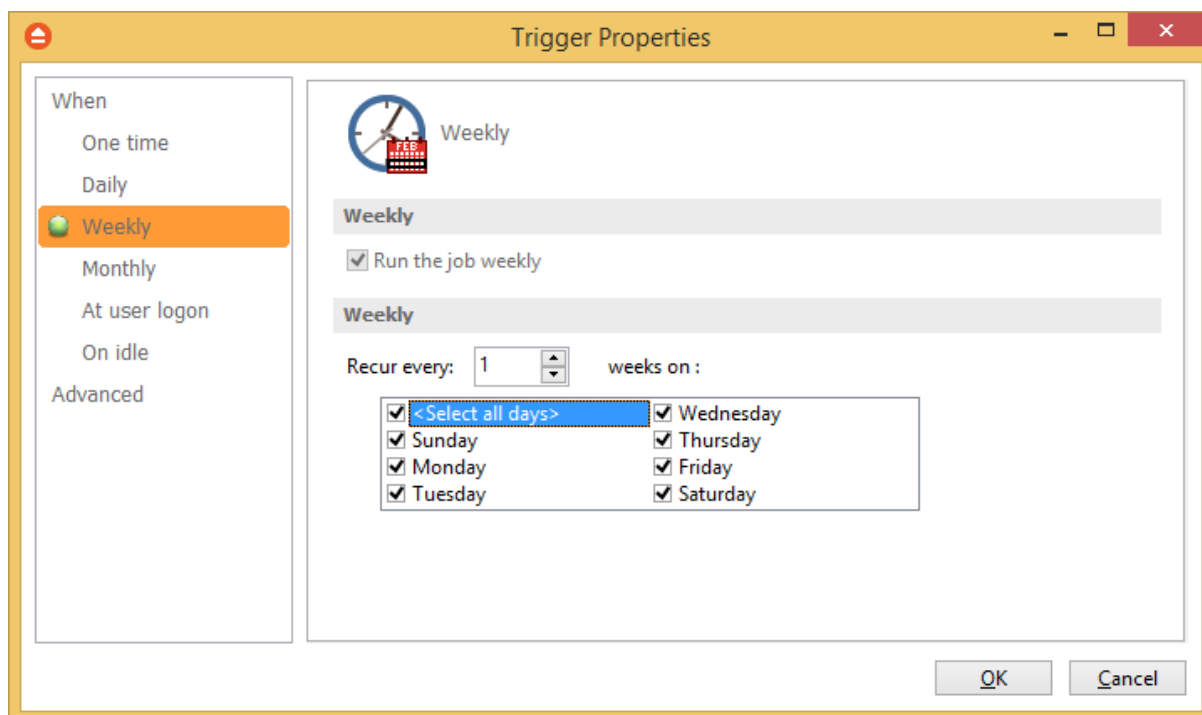 Trigger Properties
When
One time
Daily
Weekly
Monthly
At user logon
On idle
Advanced
FEB
Weekly
Weekly
Run the job weekly
Weekly
Recur every: 1 weeks on :
<Select all days> Wednesday
Sunday Thursday
Monday Friday
Tuesday Saturday
OK Cancel